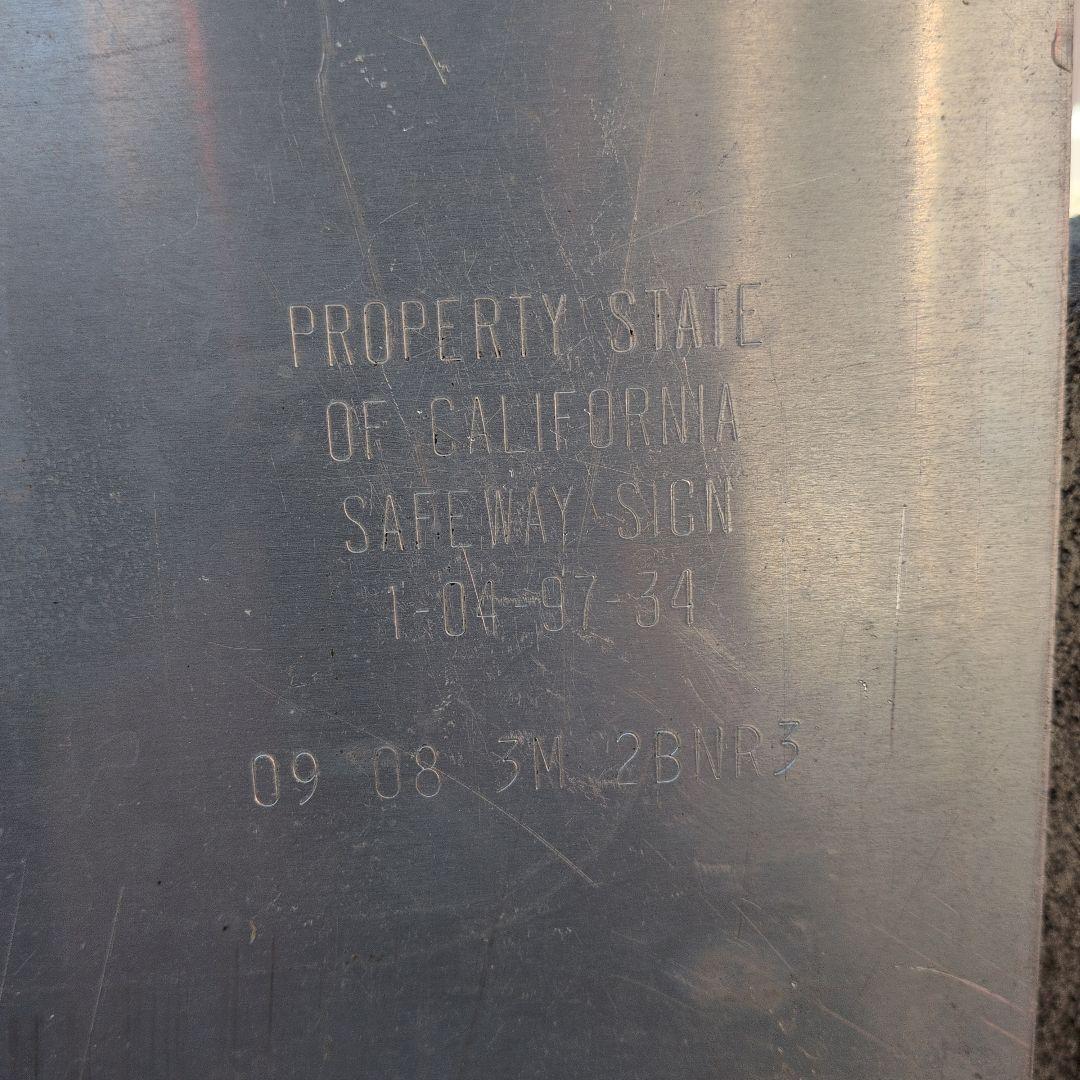 PROPERTY STATE
OF CALIFORNIA
SAFEWAY SIGN
1-04-97-34
09 08 3M 2BNR3